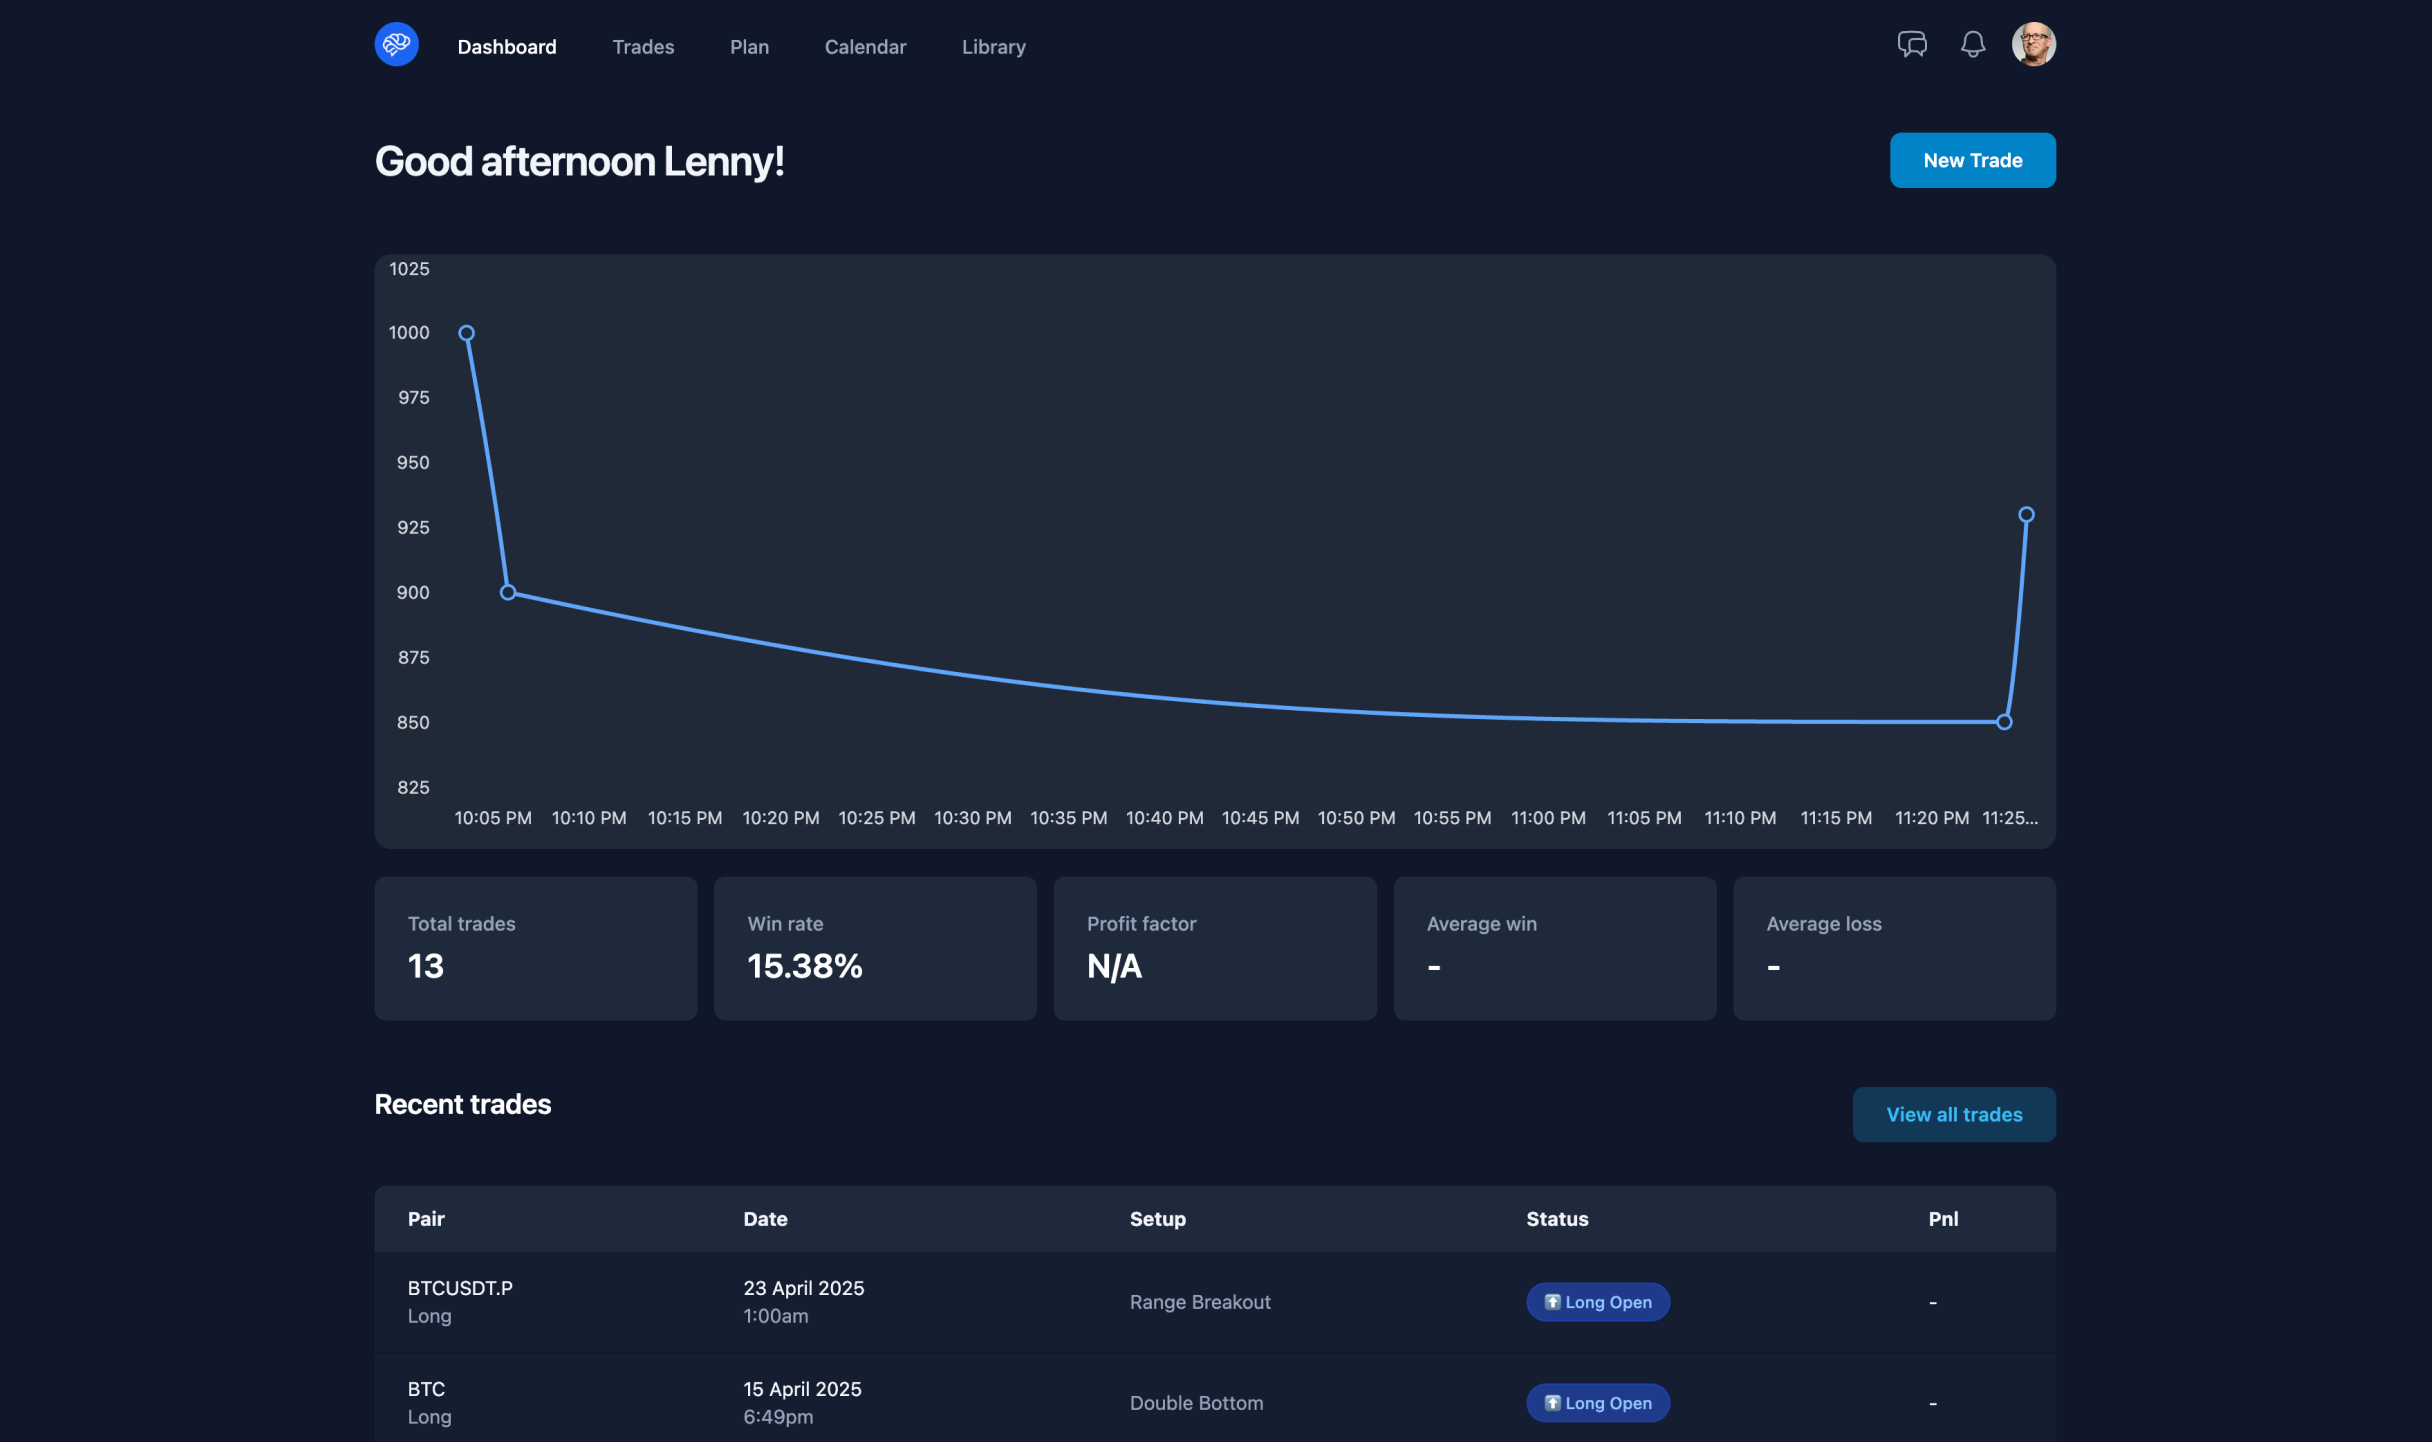 Dashboard
Trades
Plan
Calendar
Library
Good afternoon Lenny!
New Trade
1025
1000
975
950
925
900
875
850
825
10:05 PM 10:10 PM 10:15 PM 10:20 PM 10:25 PM 10:30 PM 10:35 PM 10:40 PM 10:45 PM 10:50 PM 10:55 PM 11:00 PM 11:05 PM 11:10 PM 11:15 PM 11:20 PM 11:25...
Total trades
13
Win rate
15.38%
Profit factor
N/A
Average win
-
Average loss
-
Recent trades
View all trades
Pair Date Setup Status Pnl
BTCUSDT.P
Long
23 April 2025
1:00am
Range Breakout
Long Open
-
BTC
Long
15 April 2025
6:49pm
Double Bottom
Long Open
-